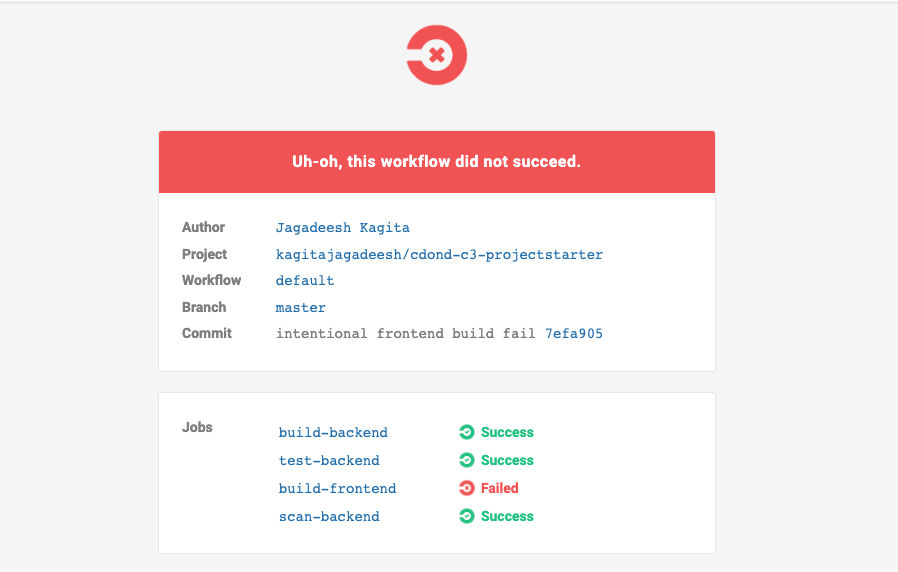 Uh-oh, this workflow did not succeed.
Author Jagadeesh Kagita
Project kagitajagadeesh/cdond-c3-projectstarter
Workflow default
Branch master
Commit intentional frontend build fail 7efa905
Jobs
build-backend Success
test-backend Success
build-frontend Failed
scan-backend Success